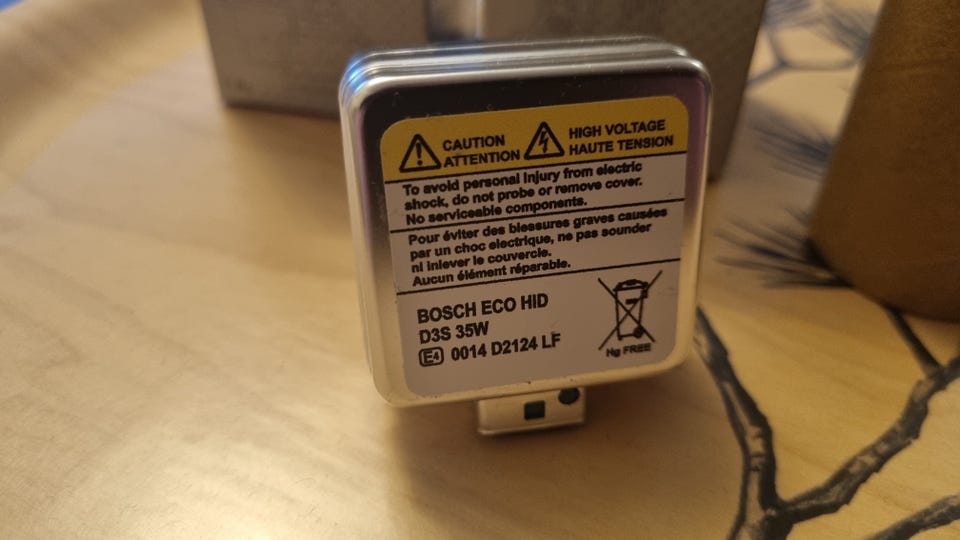 CAUTION
ATTENTION
HIGH VOLTAGE
HAUTE TENSION
To avoid personal injury from electric
shock, do not probe or remove cover.
No serviceable components.
Pour éviter des blessures graves causées
par un choc electrique, ne pas sounder
ni inlever le couvercle.
Aucun élément réparable.
BOSCH ECO HID
D3S 35W
E4 0014 D2124 LF
Hg FREE